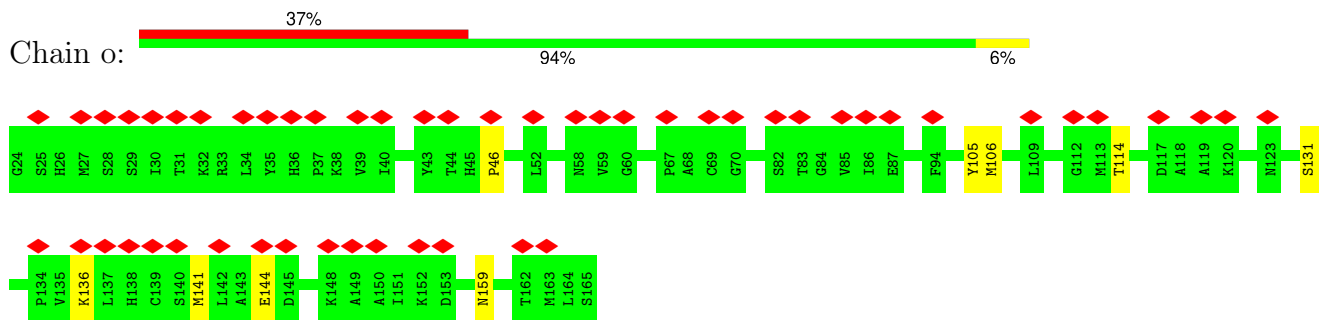 37%
Chain o:
94% 6%
G24 S25 H26 M27 S28 S29 I30 T31 K32 R33 L34 Y35 H36 P37 K38 V39 I40 Y43 T44 H45 P46 L52 N58 V59 G60 P67 A68 C69 G70 S82 T83 G84 V85 I86 E87 F94 Y105 M106 L109 G112 M113 T114 D117 A118 A119 K120 N123 S131
P134 V135 K136 L137 H138 C139 S140 M141 L142 A143 E144 D145 K148 A149 A150 I151 K152 D153 N159 T162 M163 L164 S165